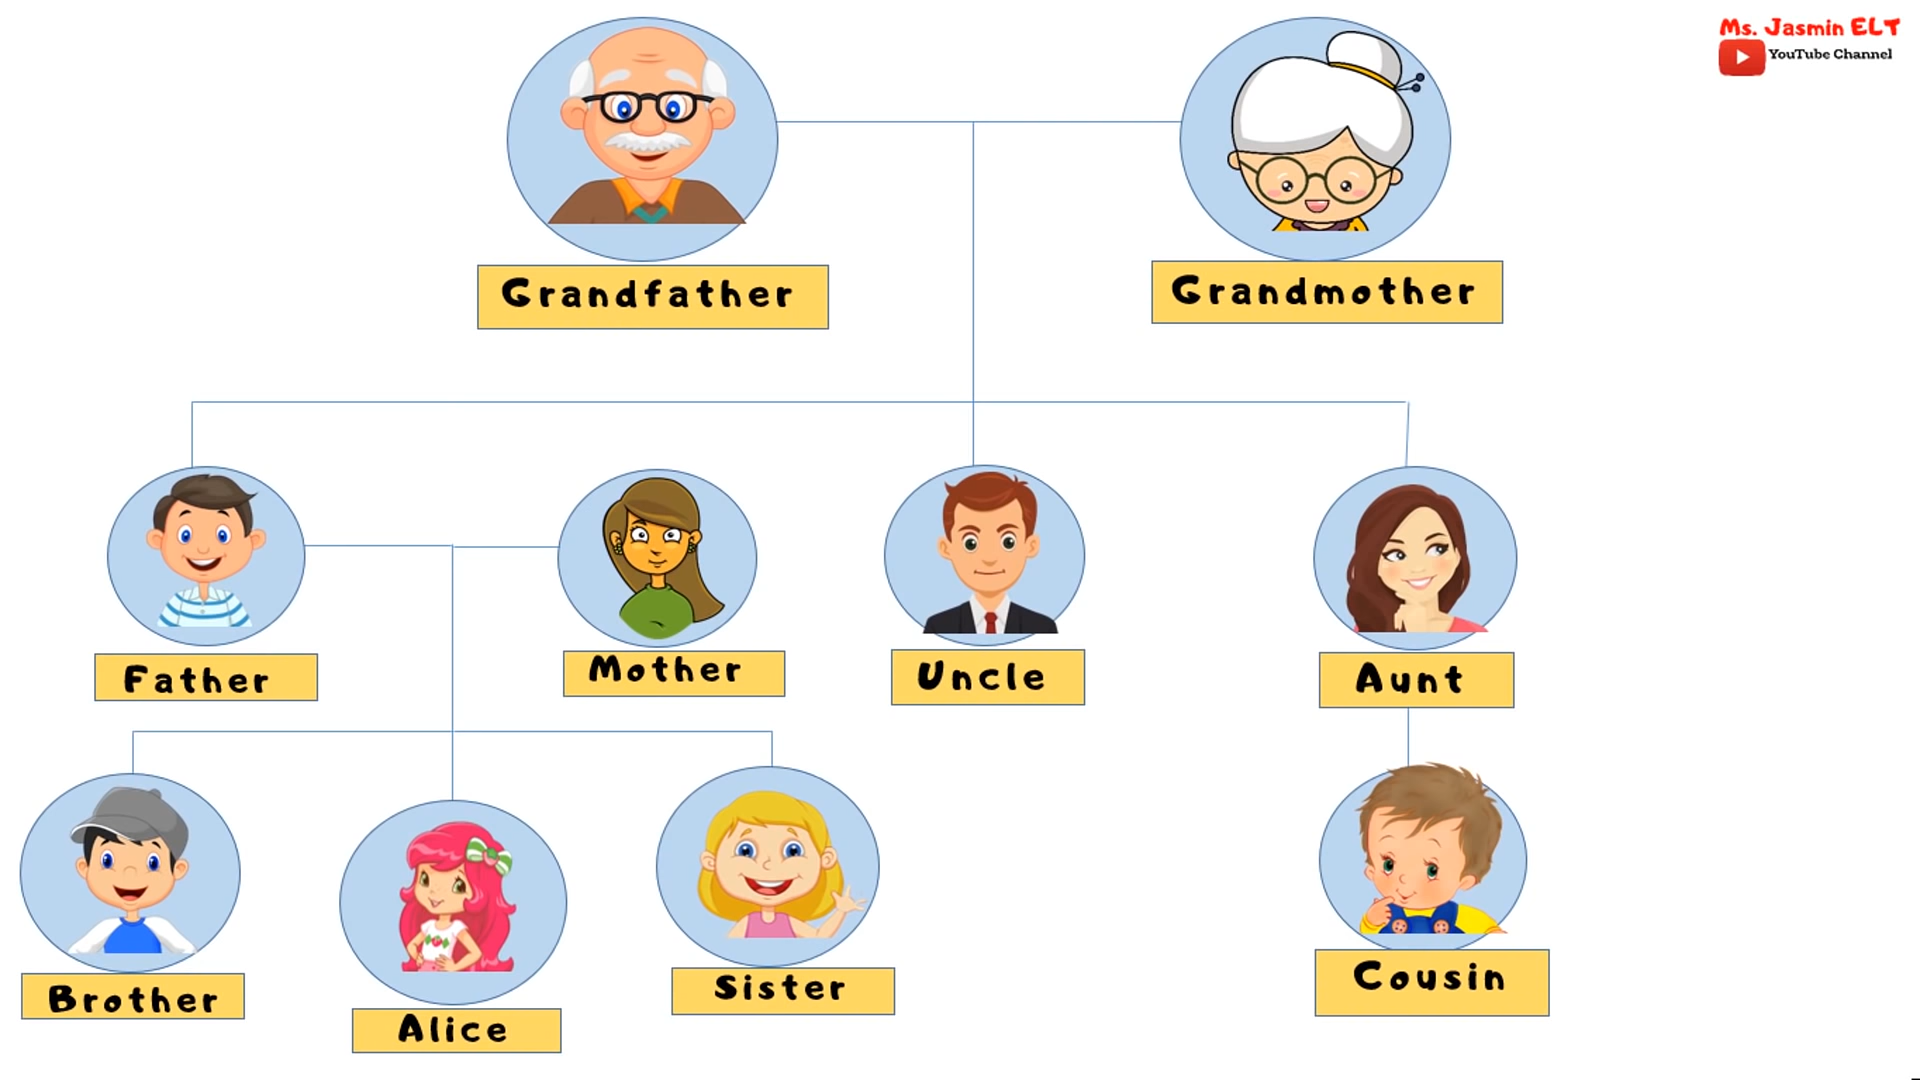 Ms. Jasmin ELT
YouTube Channel
Grandfather
Grandmother
Father
Mother
Uncle
Aunt
Brother
Alice
Sister
Cousin